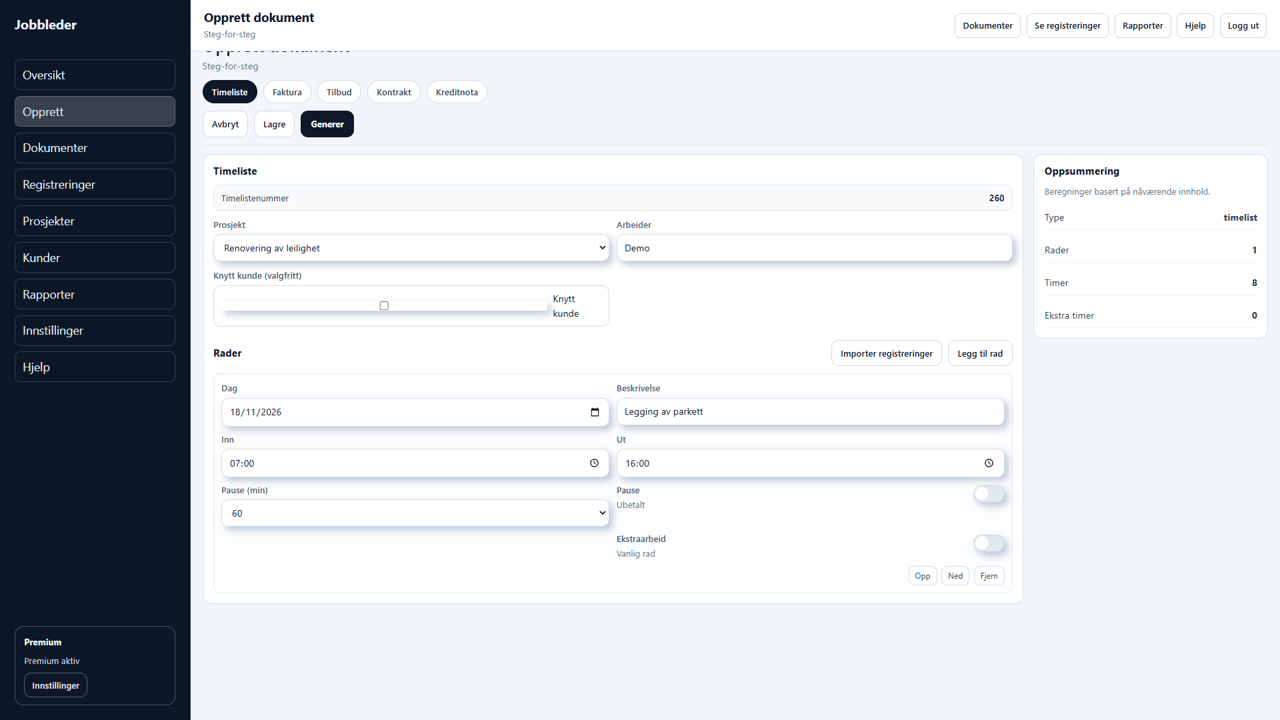 Jobbleder
Oversikt
Opprett
Dokumenter
Registreringer
Prosjekter
Kunder
Rapporter
Innstillinger
Hjelp
Premium
Premium aktiv
Innstillinger
Opprett dokument
Steg-for-steg
Dokumenter
Se registreringer
Rapporter
Hjelp
Logg ut
Opprett dokument
Steg-for-steg
Timeliste
Faktura
Tilbud
Kontrakt
Kreditnota
Avbryt
Lagre
Generer
Timeliste
Timelistenummer
260
Prosjekt
Renovering av leilighet
Arbeider
Demo
Knytt kunde (valgfritt)
Knytt
kunde
Rader
Importer registreringer
Legg til rad
Dag
18/11/2026
Beskrivelse
Legging av parkett
Inn
07:00
Ut
16:00
Pause (min)
60
Pause
Ubetalt
Ekstraarbeid
Vanlig rad
Opp
Ned
Fjern
Oppsummering
Beregninger basert på nåværende innhold.
Type
timelist
Rader
1
Timer
8
Ekstra timer
0